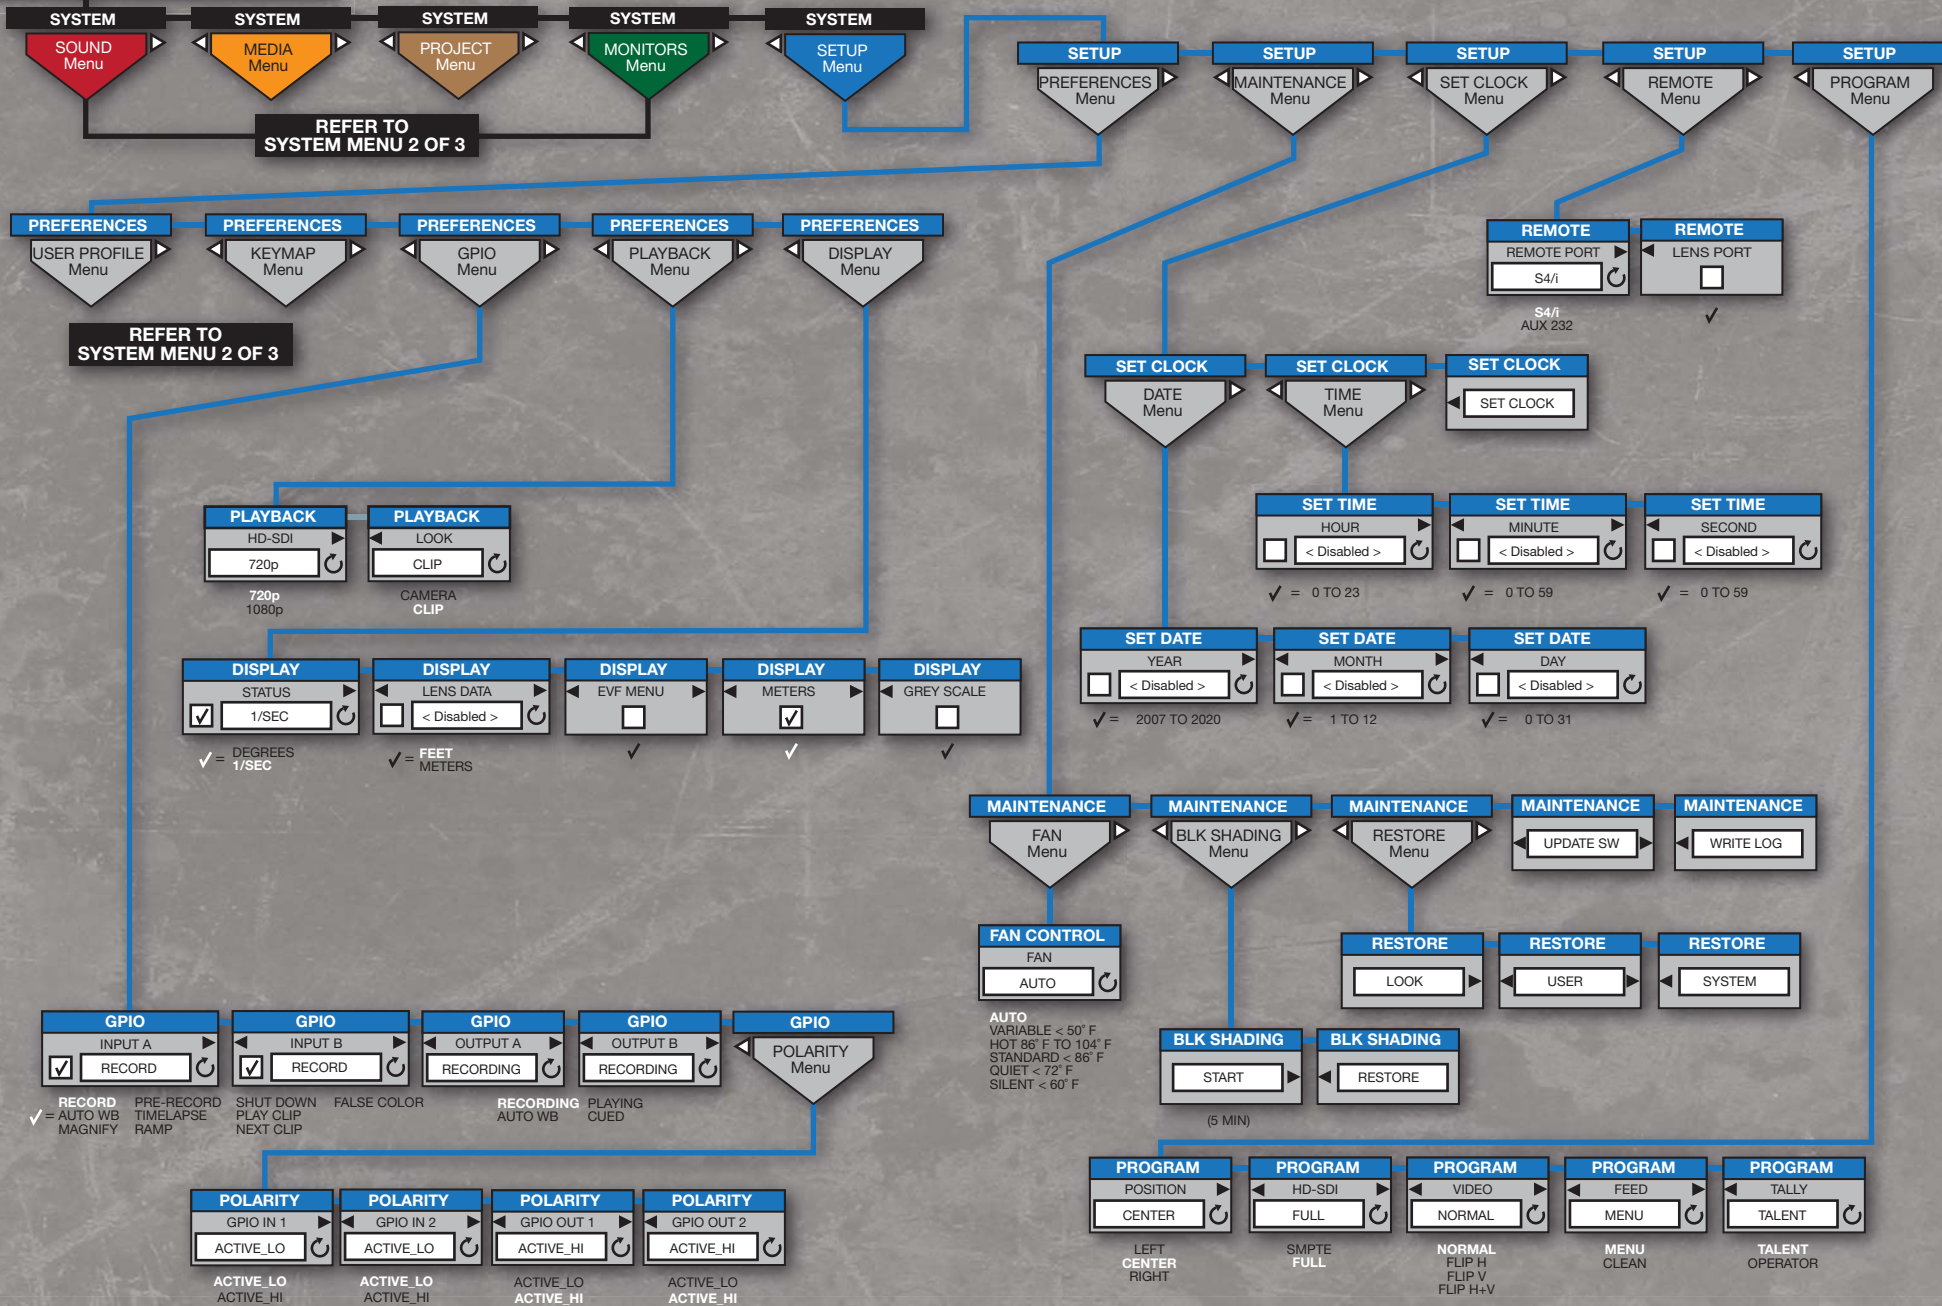 SYSTEM
SOUND
Menu
SYSTEM
MEDIA
Menu
SYSTEM
PROJECT
Menu
SYSTEM
MONITORS
Menu
SYSTEM
SETUP
Menu
REFER TO
SYSTEM MENU 2 OF 3
SETUP
PREFERENCES
Menu
SETUP
MAINTENANCE
Menu
SETUP
SET CLOCK
Menu
SETUP
REMOTE
Menu
SETUP
PROGRAM
Menu
PREFERENCES
USER PROFILE
Menu
PREFERENCES
KEYMAP
Menu
PREFERENCES
GPIO
Menu
PREFERENCES
PLAYBACK
Menu
PREFERENCES
DISPLAY
Menu
REFER TO
SYSTEM MENU 2 OF 3
REMOTE
REMOTE PORT
S4/i
S4/i
AUX 232
REMOTE
LENS PORT
✓
SET CLOCK
DATE
Menu
SET CLOCK
TIME
Menu
SET CLOCK
SET CLOCK
PLAYBACK
HD-SDI
720p
720p
1080p
PLAYBACK
LOOK
CLIP
CAMERA
CLIP
SET TIME
HOUR
< Disabled >
✓ = 0 TO 23
SET TIME
MINUTE
< Disabled >
✓ = 0 TO 59
SET TIME
SECOND
< Disabled >
✓ = 0 TO 59
SET DATE
YEAR
< Disabled >
✓ = 2007 TO 2020
SET DATE
MONTH
< Disabled >
✓ = 1 TO 12
SET DATE
DAY
< Disabled >
✓ = 0 TO 31
DISPLAY
STATUS
✓ 1/SEC
✓ = DEGREES
1/SEC
DISPLAY
LENS DATA
< Disabled >
✓ = FEET
METERS
DISPLAY
EVF MENU
✓
DISPLAY
METERS
✓
✓
DISPLAY
GREY SCALE
✓
MAINTENANCE
FAN
Menu
MAINTENANCE
BLK SHADING
Menu
MAINTENANCE
RESTORE
Menu
MAINTENANCE
UPDATE SW
MAINTENANCE
WRITE LOG
FAN CONTROL
FAN
AUTO
AUTO
VARIABLE < 50° F
HOT 86° F TO 104° F
STANDARD < 86° F
QUIET < 72° F
SILENT < 60° F
RESTORE
LOOK
RESTORE
USER
RESTORE
SYSTEM
BLK SHADING
START
(5 MIN)
BLK SHADING
RESTORE
GPIO
INPUT A
✓ RECORD
GPIO
INPUT B
✓ RECORD
GPIO
OUTPUT A
RECORDING
GPIO
OUTPUT B
RECORDING
GPIO
POLARITY
Menu
RECORD PRE-RECORD SHUT DOWN FALSE COLOR
✓ = AUTO WB TIMELAPSE PLAY CLIP
MAGNIFY RAMP NEXT CLIP
RECORDING PLAYING
AUTO WB CUED
POLARITY
GPIO IN 1
ACTIVE_LO
ACTIVE_LO
ACTIVE_HI
POLARITY
GPIO IN 2
ACTIVE_LO
ACTIVE_LO
ACTIVE_HI
POLARITY
GPIO OUT 1
ACTIVE_HI
ACTIVE_LO
ACTIVE_HI
POLARITY
GPIO OUT 2
ACTIVE_HI
ACTIVE_LO
ACTIVE_HI
PROGRAM
POSITION
CENTER
LEFT
CENTER
RIGHT
PROGRAM
HD-SDI
FULL
SMPTE
FULL
PROGRAM
VIDEO
NORMAL
NORMAL
FLIP H
FLIP V
FLIP H+V
PROGRAM
FEED
MENU
MENU
CLEAN
PROGRAM
TALLY
TALENT
TALENT
OPERATOR